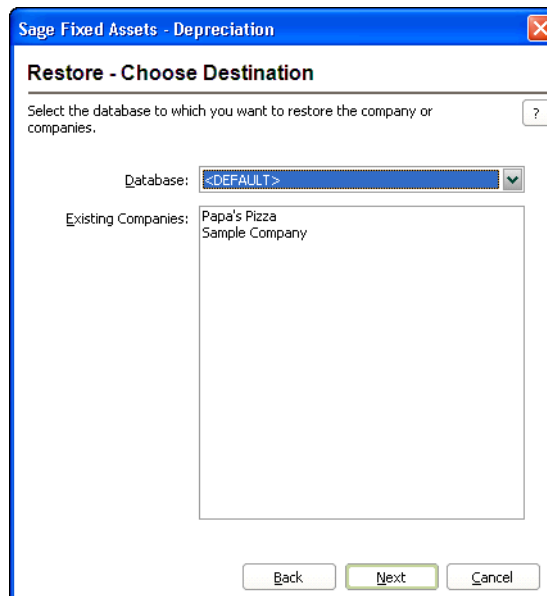 Sage Fixed Assets - Depreciation
Restore - Choose Destination
Select the database to which you want to restore the company or
companies.
?
Database: <DEFAULT>
Existing Companies: Papa's Pizza
Sample Company
Back Next Cancel